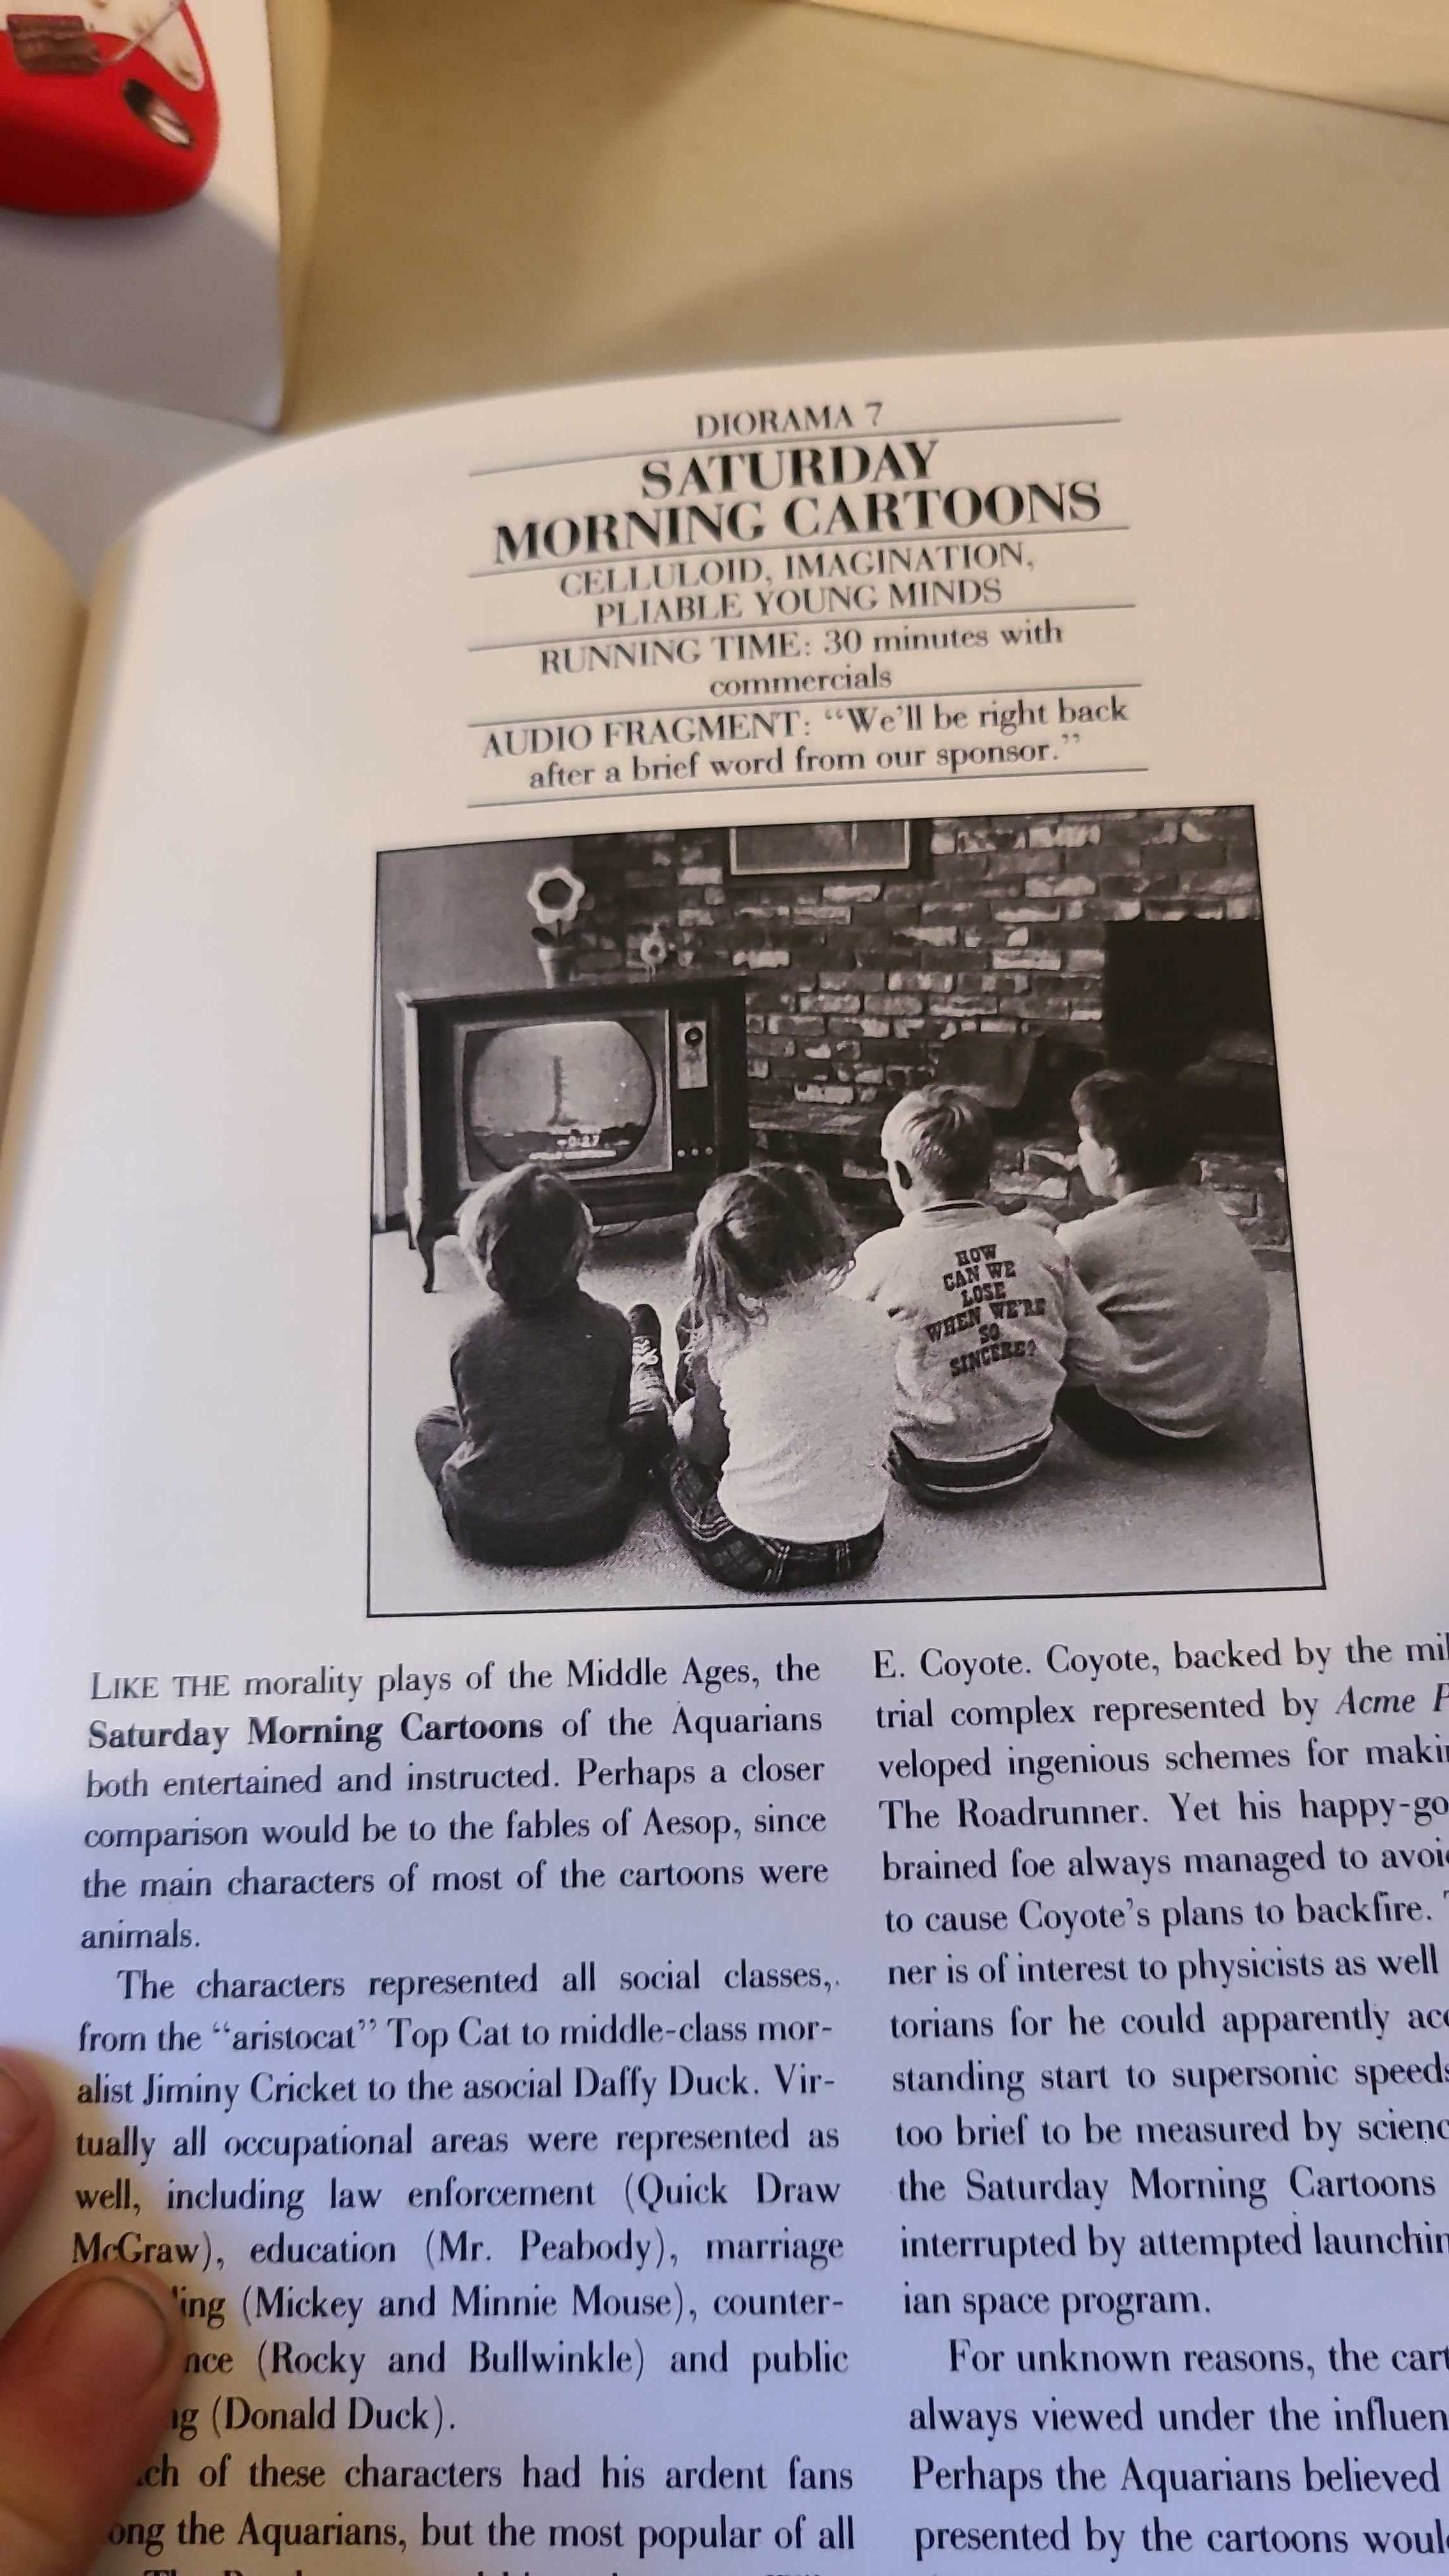 DIORAMA 7
SATURDAY
MORNING CARTOONS
CELLULOID, IMAGINATION,
PLIABLE YOUNG MINDS
RUNNING TIME: 30 minutes with
commercials
AUDIO FRAGMENT: “We’ll be right back
after a brief word from our sponsor.”
HOW
CAN WE
LOSE
WHEN WE'RE
SO
SINCERE?
LIKE THE morality plays of the Middle Ages, the
Saturday Morning Cartoons of the Aquarians
both entertained and instructed. Perhaps a closer
comparison would be to the fables of Aesop, since
the main characters of most of the cartoons were
animals.
The characters represented all social classes,
from the “aristocat” Top Cat to middle-class mor-
alist Jiminy Cricket to the asocial Daffy Duck. Vir-
tually all occupational areas were represented as
well, including law enforcement (Quick Draw
McGraw), education (Mr. Peabody), marriage
(Mickey and Minnie Mouse), counter-
(Rocky and Bullwinkle) and public
(Donald Duck).
of these characters had his ardent fans
the Aquarians, but the most popular of all
E. Coyote. Coyote, backed by the
trial complex represented by Acme
veloped ingenious schemes for
The Roadrunner. Yet his
brained foe always managed to
to cause Coyote’s plans to backfire.
ner is of interest to physicists as well
torians for he could apparently
standing start to supersonic
too brief to be measured by
the Saturday Morning Cartoons
interrupted by attempted
ian space program.
For unknown reasons, the
always viewed under the
Perhaps the Aquarians believed
presented by the cartoons